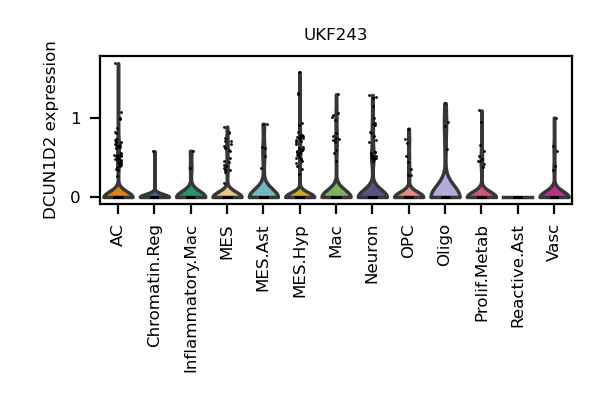 UKF243
DCUN1D2 expression
1
0
AC
Chromatin.Reg
Inflammatory.Mac
MES
MES.Ast
MES.Hyp
Mac
Neuron
OPC
Oligo
Prolif.Metab
Reactive.Ast
Vasc